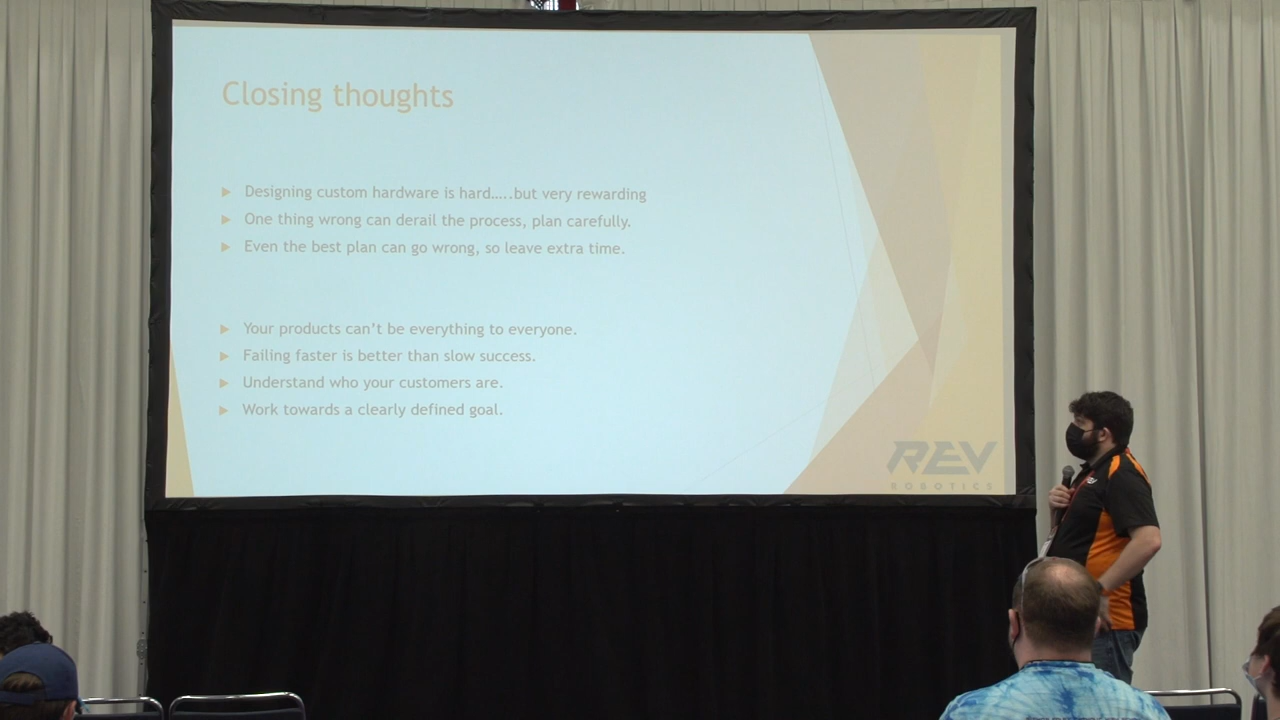 Closing thoughts
Designing custom hardware is hard…..but very rewarding
One thing wrong can derail the process, plan carefully.
Even the best plan can go wrong, so leave extra time.
Your products can’t be everything to everyone.
Failing faster is better than slow success.
Understand who your customers are.
Work towards a clearly defined goal.
REV
ROBOTICS